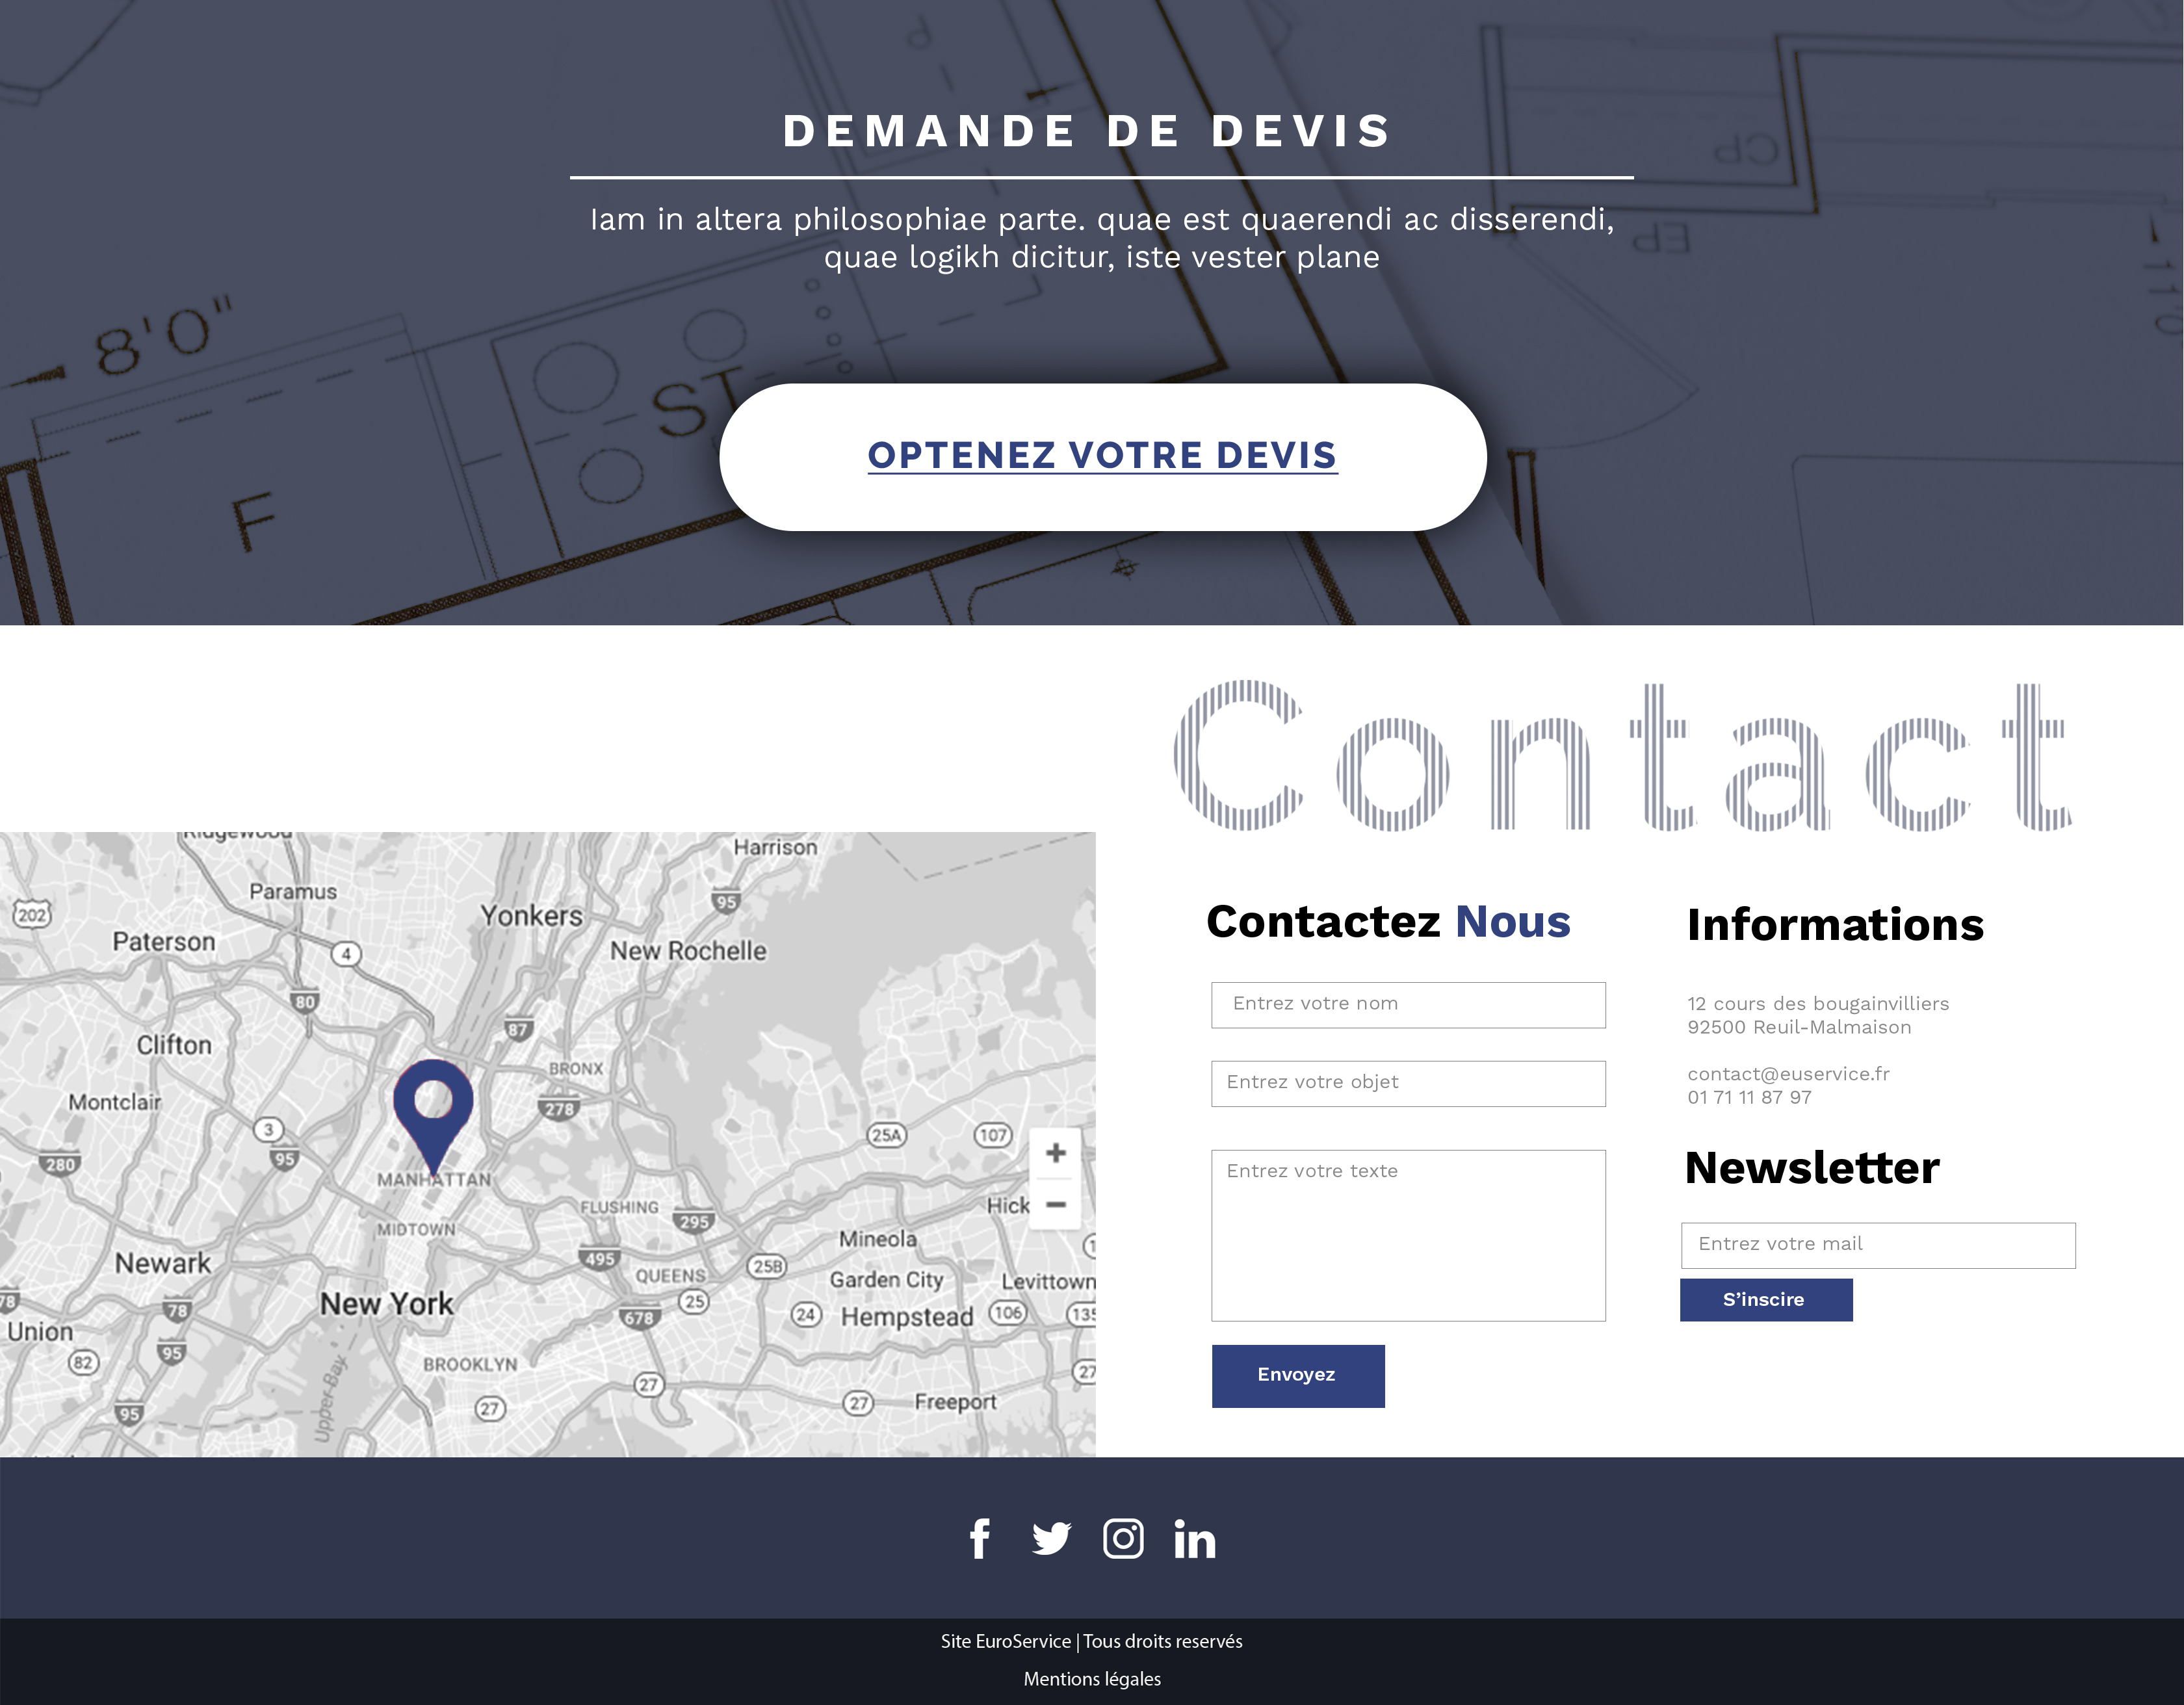 DEMANDE DE DEVIS
Iam in altera philosophiae parte. quae est quaerendi ac disserendi,
quae logikh dicitur, iste vester plane
8'0"
ST
F
CP
EP
OPTENEZ VOTRE DEVIS
Contact
Harrison
Paramus
95
202
Yonkers
Paterson
New Rochelle
4
80
87
Clifton
BRONX
Montclair
278
3
95
25A
107
280
MANHATTAN
+
−
FLUSHING
Hick
295
MIDTOWN
Mineola
495
Newark
25B
QUEENS
Garden City
Levittown
New York
78
78
25
678
24
Hempstead
106
135
Union
95
82
BROOKLYN
27
27
27
27
Freeport
95
Upper Bay
Contactez Nous
Entrez votre nom
Entrez votre objet
Entrez votre texte
Envoyez
Informations
12 cours des bougainvilliers
92500 Reuil-Malmaison
contact@euservice.fr
01 71 11 87 97
Newsletter
Entrez votre mail
S’inscire
Site EuroService | Tous droits reservés
Mentions légales